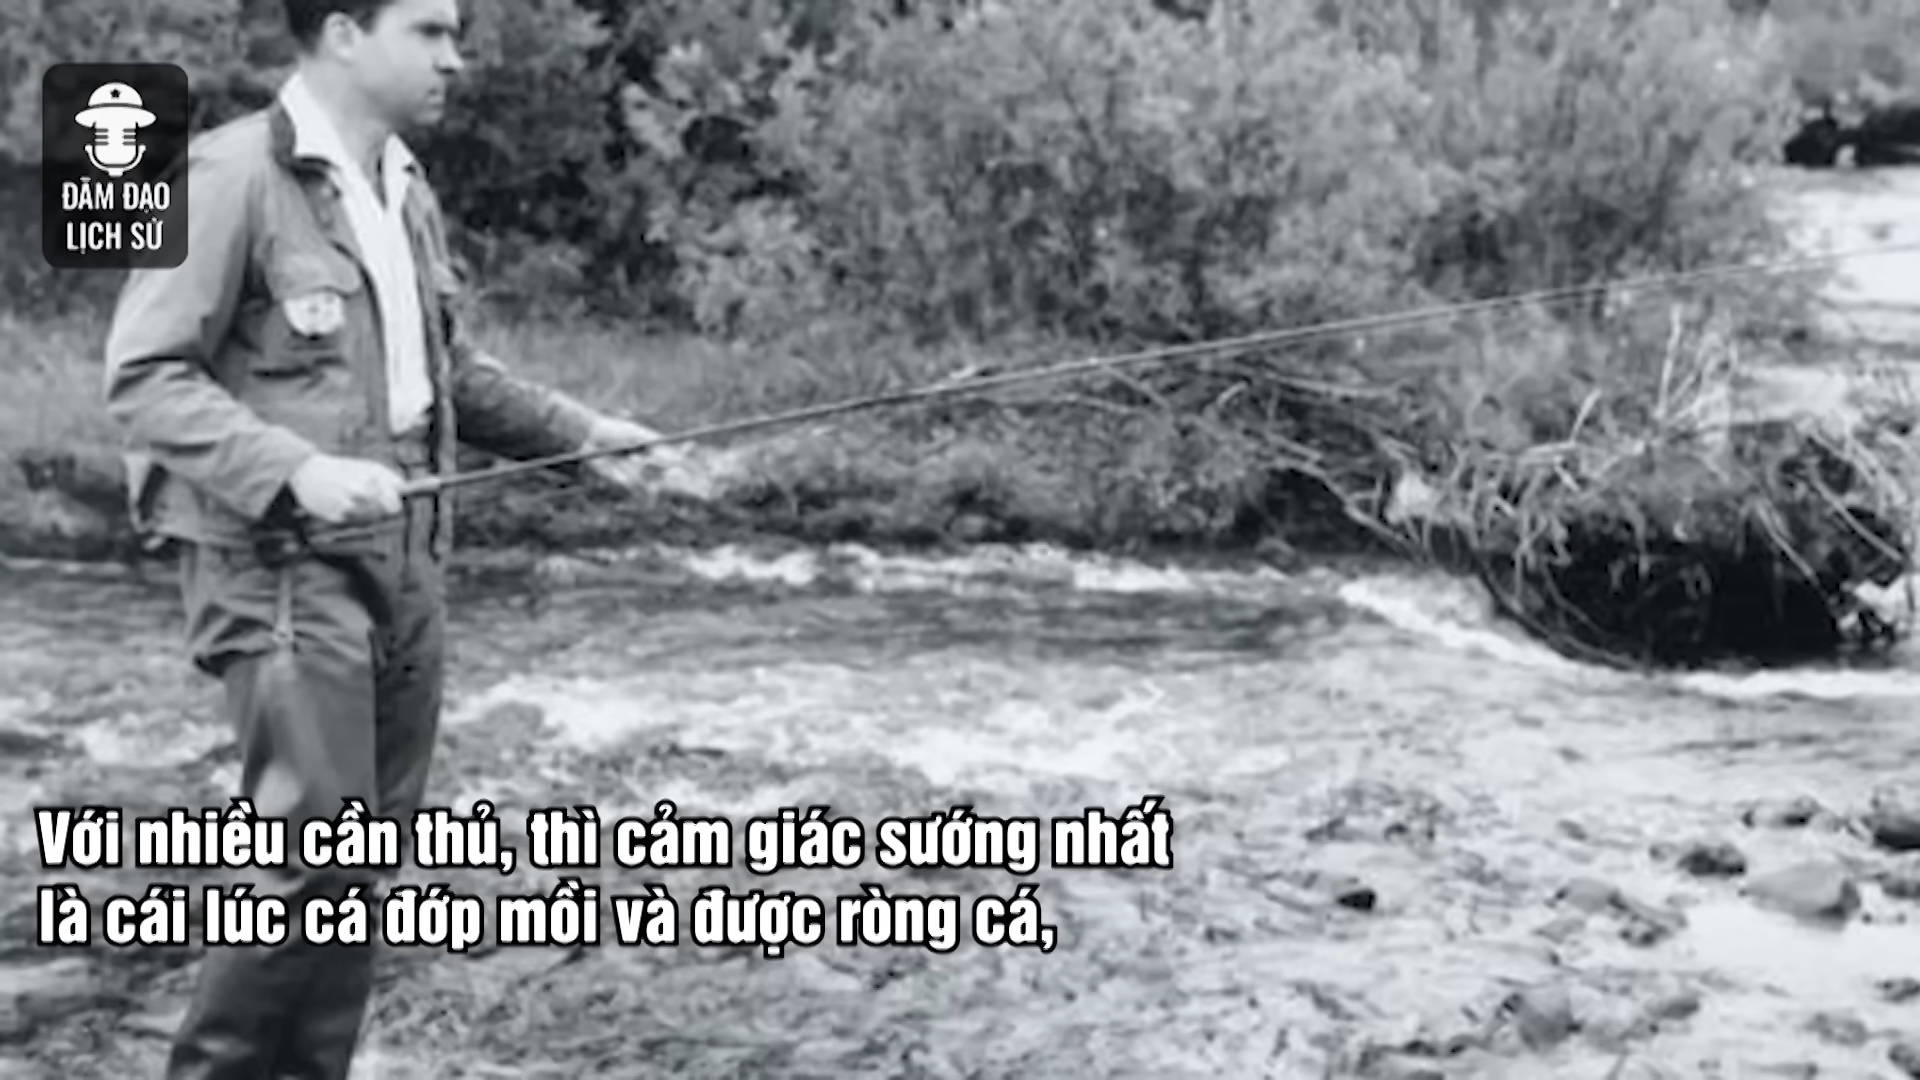 ĐÀM ĐẠO
LỊCH SỬ
Với nhiều cần thủ, thì cảm giác sướng nhất
là cái lúc cá đớp mồi và được ròng cá,